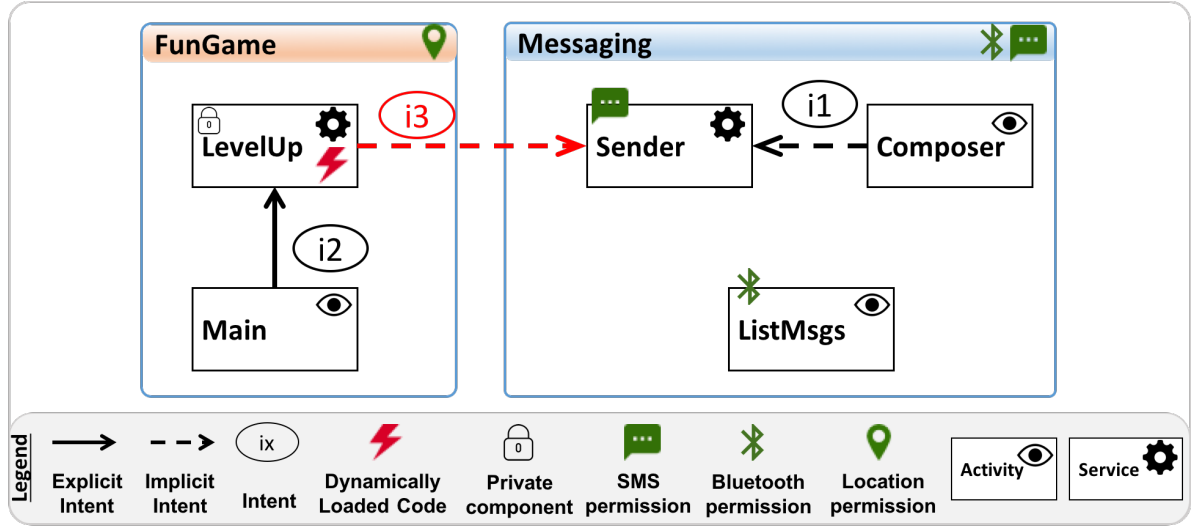 FunGame
Messaging
i3
i1
LevelUp
Sender
Composer
i2
Main
ListMsgs
Legend
Explicit
Intent
Implicit
Intent
ix
Intent
Dynamically
Loaded Code
0
Private
component
SMS
permission
Bluetooth
permission
Location
permission
Activity
Service
0